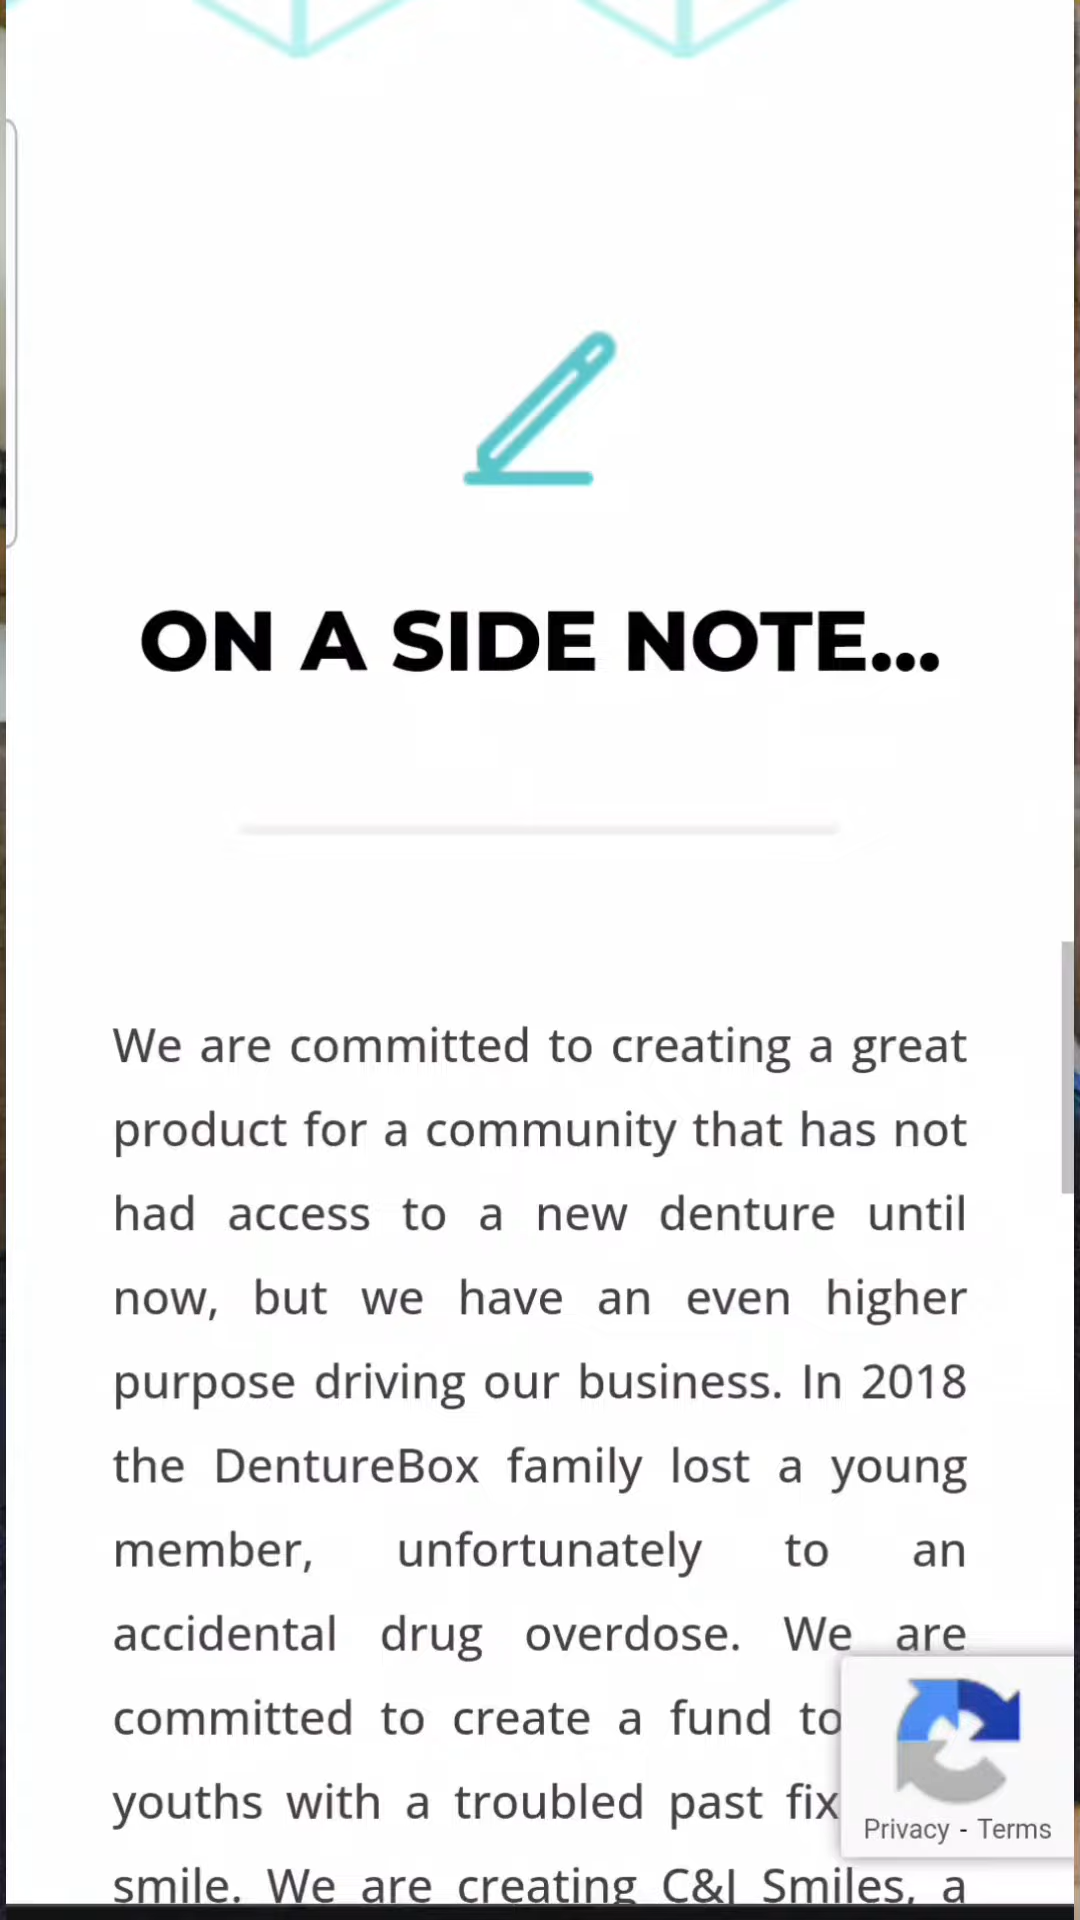 ON A SIDE NOTE...
We are committed to creating a great
product for a community that has not
had access to a new denture until
now, but we have an even higher
purpose driving our business. In 2018
the DentureBox family lost a young
member, unfortunately to an
accidental drug overdose. We are
committed to create a fund to
youths with a troubled past fix
smile. We are creating C&J Smiles, a
Privacy - Terms